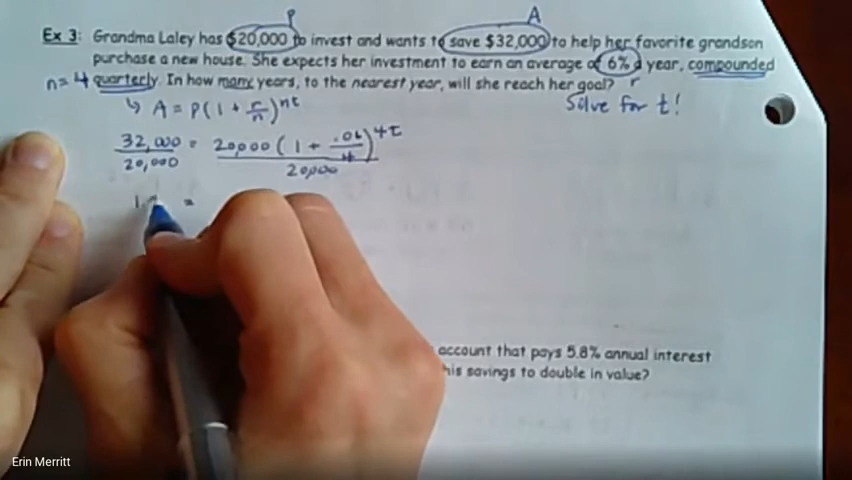 P A
Ex 3: Grandma Laley has $20,000 to invest and wants to save $32,000 to help her favorite grandson
purchase a new house. She expects her investment to earn an average of 6% a year, compounded
n=4 quarterly. In how many years, to the nearest year, will she reach her goal? r
↳ A = P(1 + r/n)^nt Solve for t!
32,000/20,000 = 20,000(1 + .06/4)^4t/20,000
1. =
account that pays 5.8% annual interest
his savings to double in value?
Erin Merritt